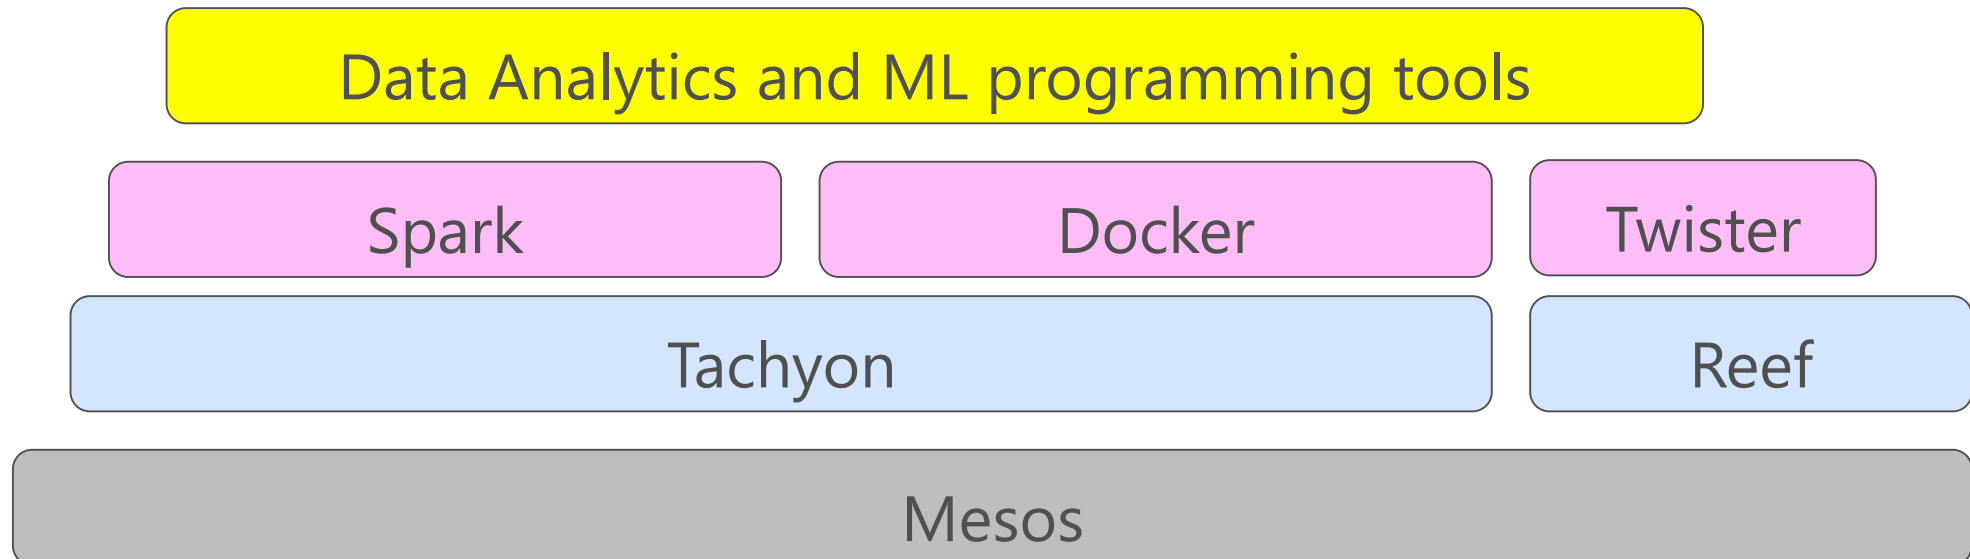 Data Analytics and ML programming tools
Spark
Docker
Twister
Tachyon
Reef
Mesos